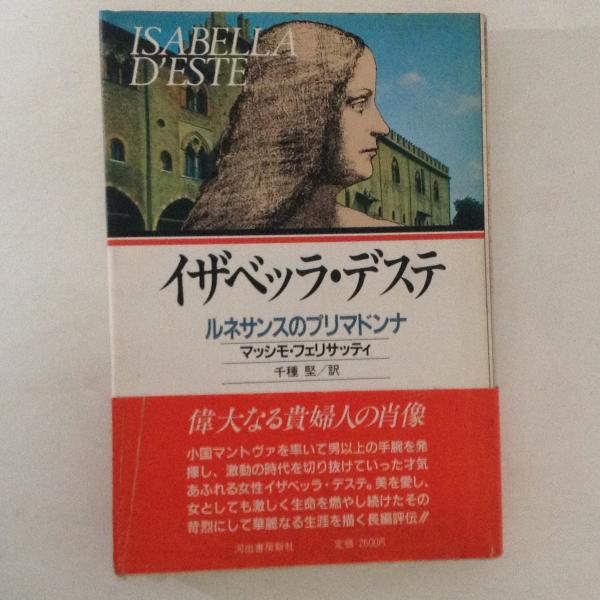 ISABELLA
D'ESTE
イザベッラ・デステ
ルネサンスのプリマドンナ
マッシモ・フェリサッティ
千種 堅／訳
偉大なる貴婦人の肖像
小国マントヴァを率いて男以上の手腕を発
揮し、激動の時代を切り抜けていった才気
あふれる女性イザベッラ・デステ。美を愛し、
女としても激しく生命を燃やし続けたその
苛烈にして華麗なる生涯を描く長編評伝!!
河出書房新社 定価 2600円